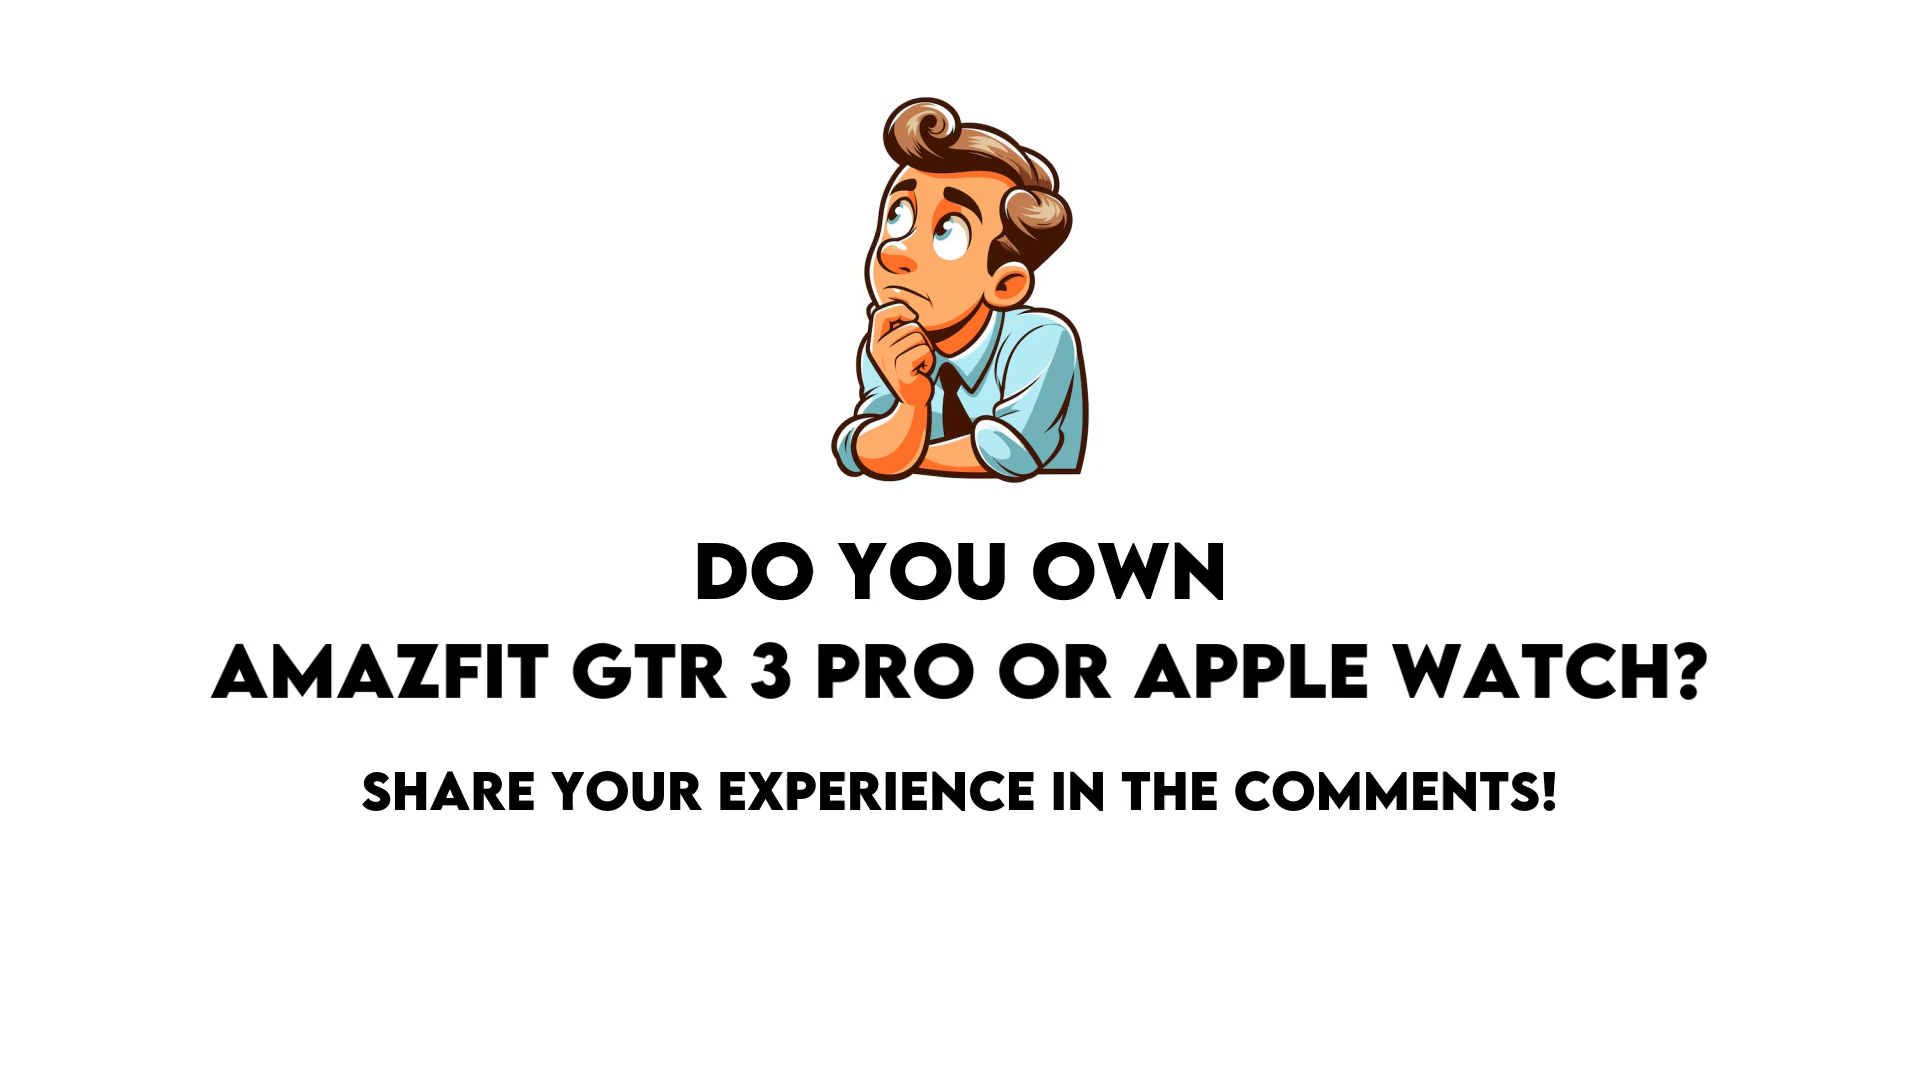 DO YOU OWN
AMAZFIT GTR 3 PRO OR APPLE WATCH?
SHARE YOUR EXPERIENCE IN THE COMMENTS!